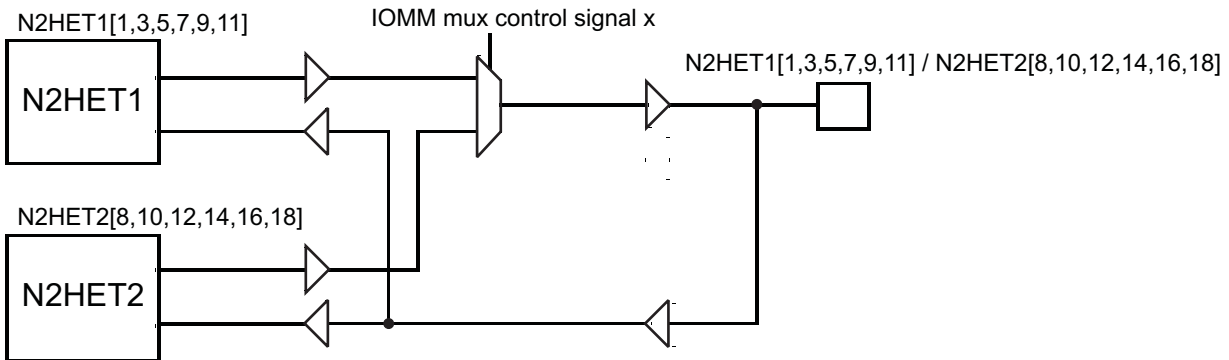 N2HET1[1,3,5,7,9,11]
IOMM mux control signal x
N2HET1[1,3,5,7,9,11] / N2HET2[8,10,12,14,16,18]
N2HET1
N2HET2[8,10,12,14,16,18]
N2HET2